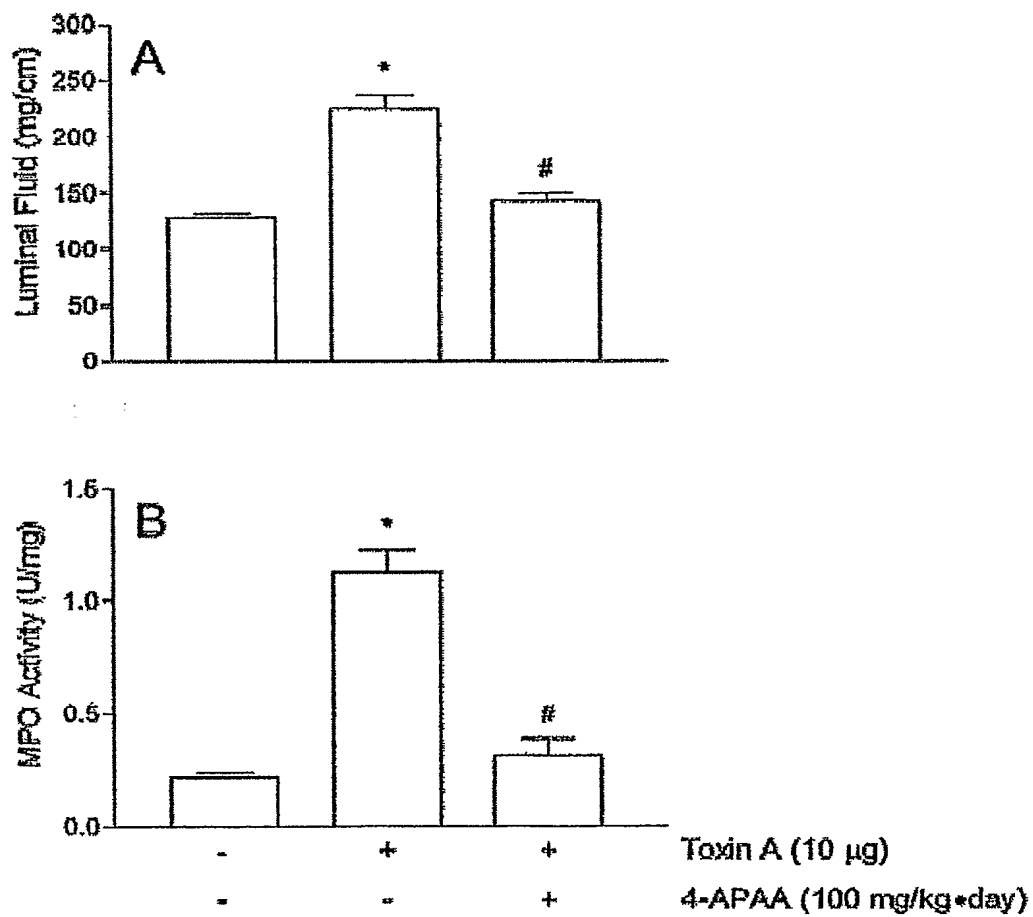 A
Luminal Fluid (mg/cm)
300
250
200
150
100
50
0
*
#
B
MPO Activity (U/mg)
1.5
1.0
0.5
0.0
*
#
- + + Toxin A (10 µg)
- - + 4-APAA (100 mg/kg•day)